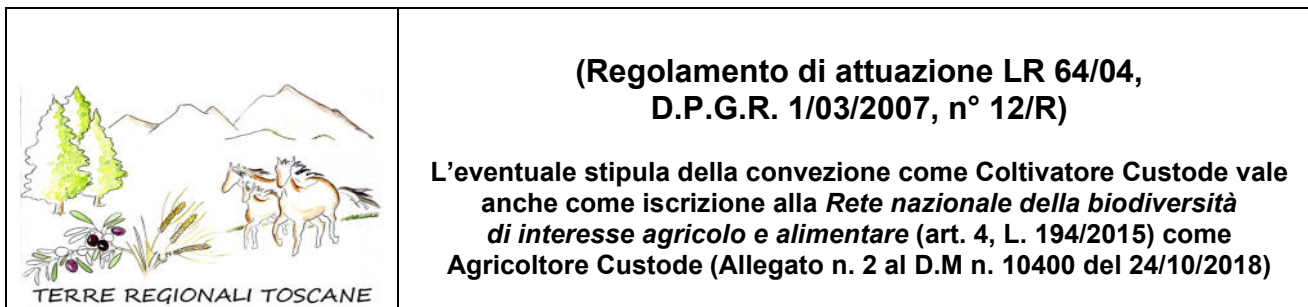 TERRE REGIONALI TOSCANE
(Regolamento di attuazione LR 64/04,
D.P.G.R. 1/03/2007, n° 12/R)
L'eventuale stipula della convezione come Coltivatore Custode vale
anche come iscrizione alla Rete nazionale della biodiversità
di interesse agricolo e alimentare (art. 4, L. 194/2015) come
Agricoltore Custode (Allegato n. 2 al D.M n. 10400 del 24/10/2018)